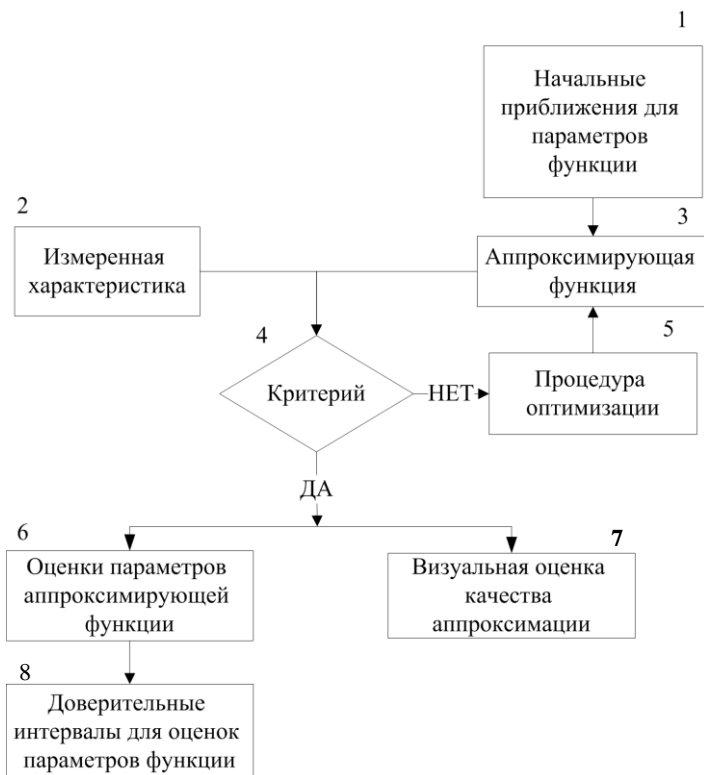 1
Начальные
приближения для
параметров
функции
2
3
Измеренная
характеристика
Аппроксимирующая
функция
4
5
Критерий
НЕТ
Процедура
оптимизации
ДА
6
7
Оценки параметров
аппроксимирующей
функции
Визуальная оценка
качества
аппроксимации
8
Доверительные
интервалы для оценок
параметров функции